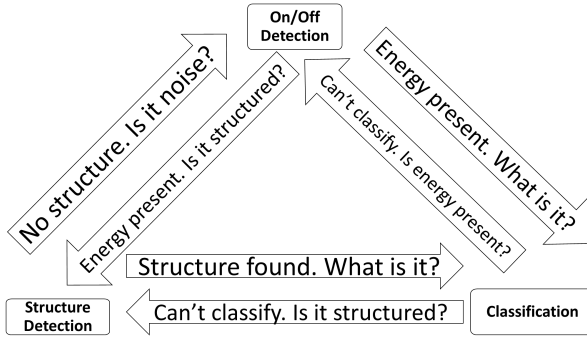 On/Off
Detection
No structure. Is it noise?
Energy present. Is it structured?
Can't classify. Is energy present?
Energy present. What is it?
Structure found. What is it?
Can't classify. Is it structured?
Structure
Detection
Classification